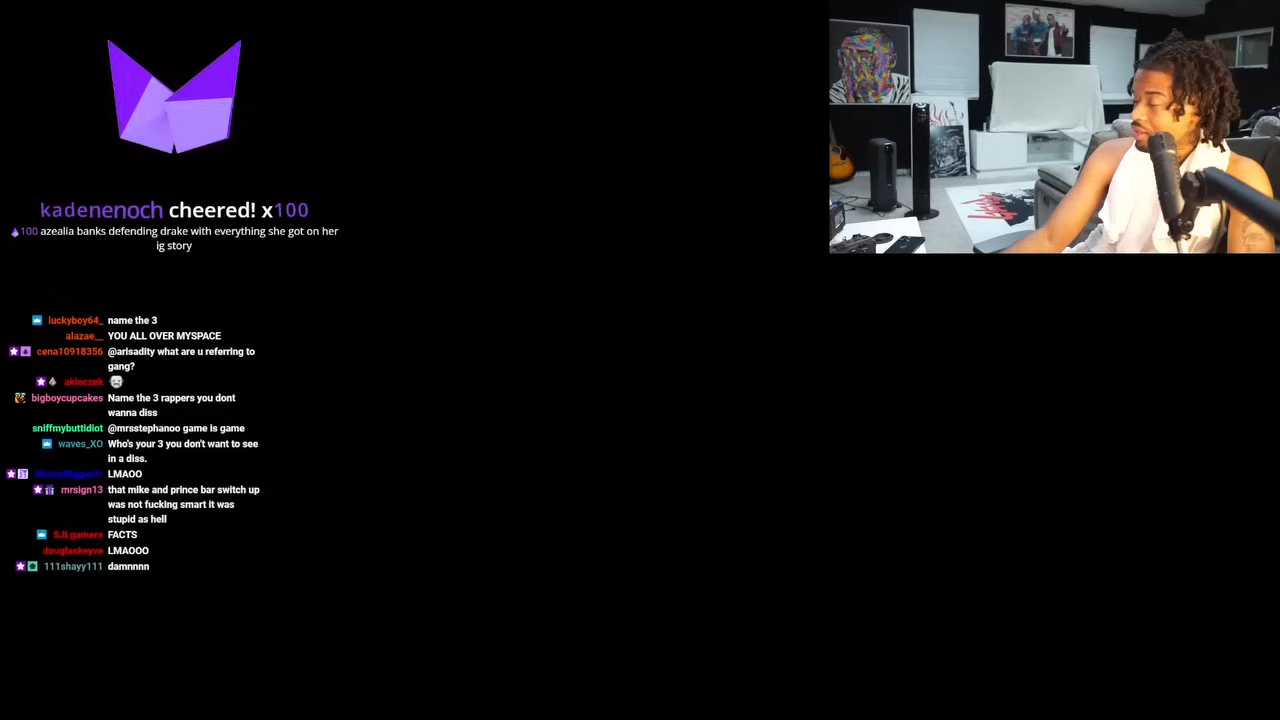 kadenenoch cheered! x100
100 azealia banks defending drake with everything she got on her
ig story
luckyboy64_ name the 3
alazae__ YOU ALL OVER MYSPACE
cena10918356 @arisadity what are u referring to
gang?
akleczek
bigboycupcakes Name the 3 rappers you dont
wanna diss
sniffmybuttidiot @mrsstephanoo game is game
waves_XO Who's your 3 you don't want to see
in a diss.
LMAOO
mrsign13 that mike and prince bar switch up
was not fucking smart it was
stupid as hell
SJLgamers FACTS
douglaskeyve LMAOOO
111shayy111 damnnnn